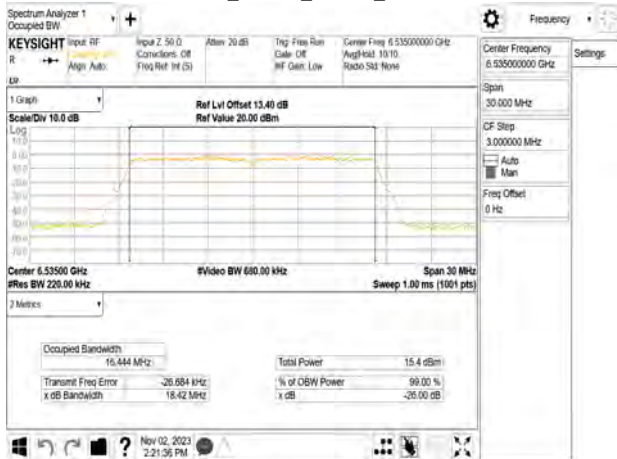 Spectrum Analyzer 1
Occupied BW
Frequency
KEYSIGHT
Input: RF
Input Z: 50 Ω
Atten: 20 dB
Trig: Free Run
Center Freq: 6.535000000 GHz
R
Corrections: Off
Gate: Off
Avg|Hold: 10/10
Align: Auto
Freq Ref: Int (S)
#IF Gain: Low
Radio Std: None
1 Graph
Ref Lvl Offset 13.40 dB
Scale/Div 10.0 dB
Ref Value 20.00 dBm
Log
Center 6.53500 GHz
#Video BW 680.00 kHz
Span 30 MHz
#Res BW 220.00 kHz
Sweep 1.00 ms (1001 pts)
2 Metrics
Occupied Bandwidth
16.444 MHz
Total Power
15.4 dBm
Transmit Freq Error
-26.684 kHz
% of OBW Power
99.00 %
x dB Bandwidth
18.42 MHz
x dB
-26.00 dB
Nov 02, 2023
2:21:36 PM
Center Frequency
6.535000000 GHz
Settings
Span
30.000 MHz
CF Step
3.000000 MHz
Auto
Man
Freq Offset
0 Hz